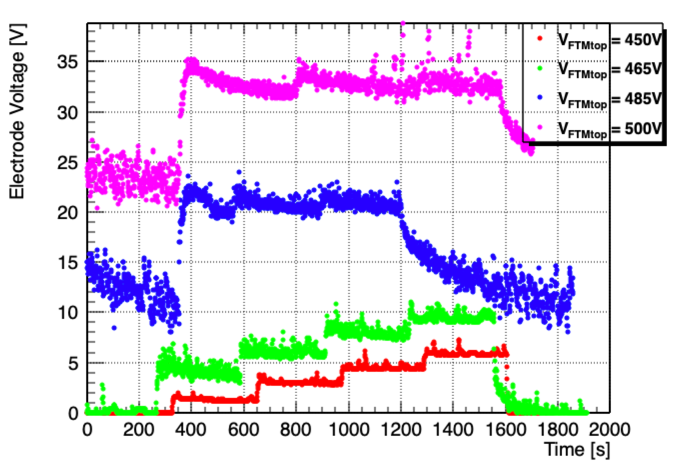 Electrode Voltage [V]
35
30
25
20
15
10
5
0
0 200 400 600 800 1000 1200 1400 1600 1800 2000
Time [s]
VFTMtop = 450V
VFTMtop = 465V
VFTMtop = 485V
VFTMtop = 500V